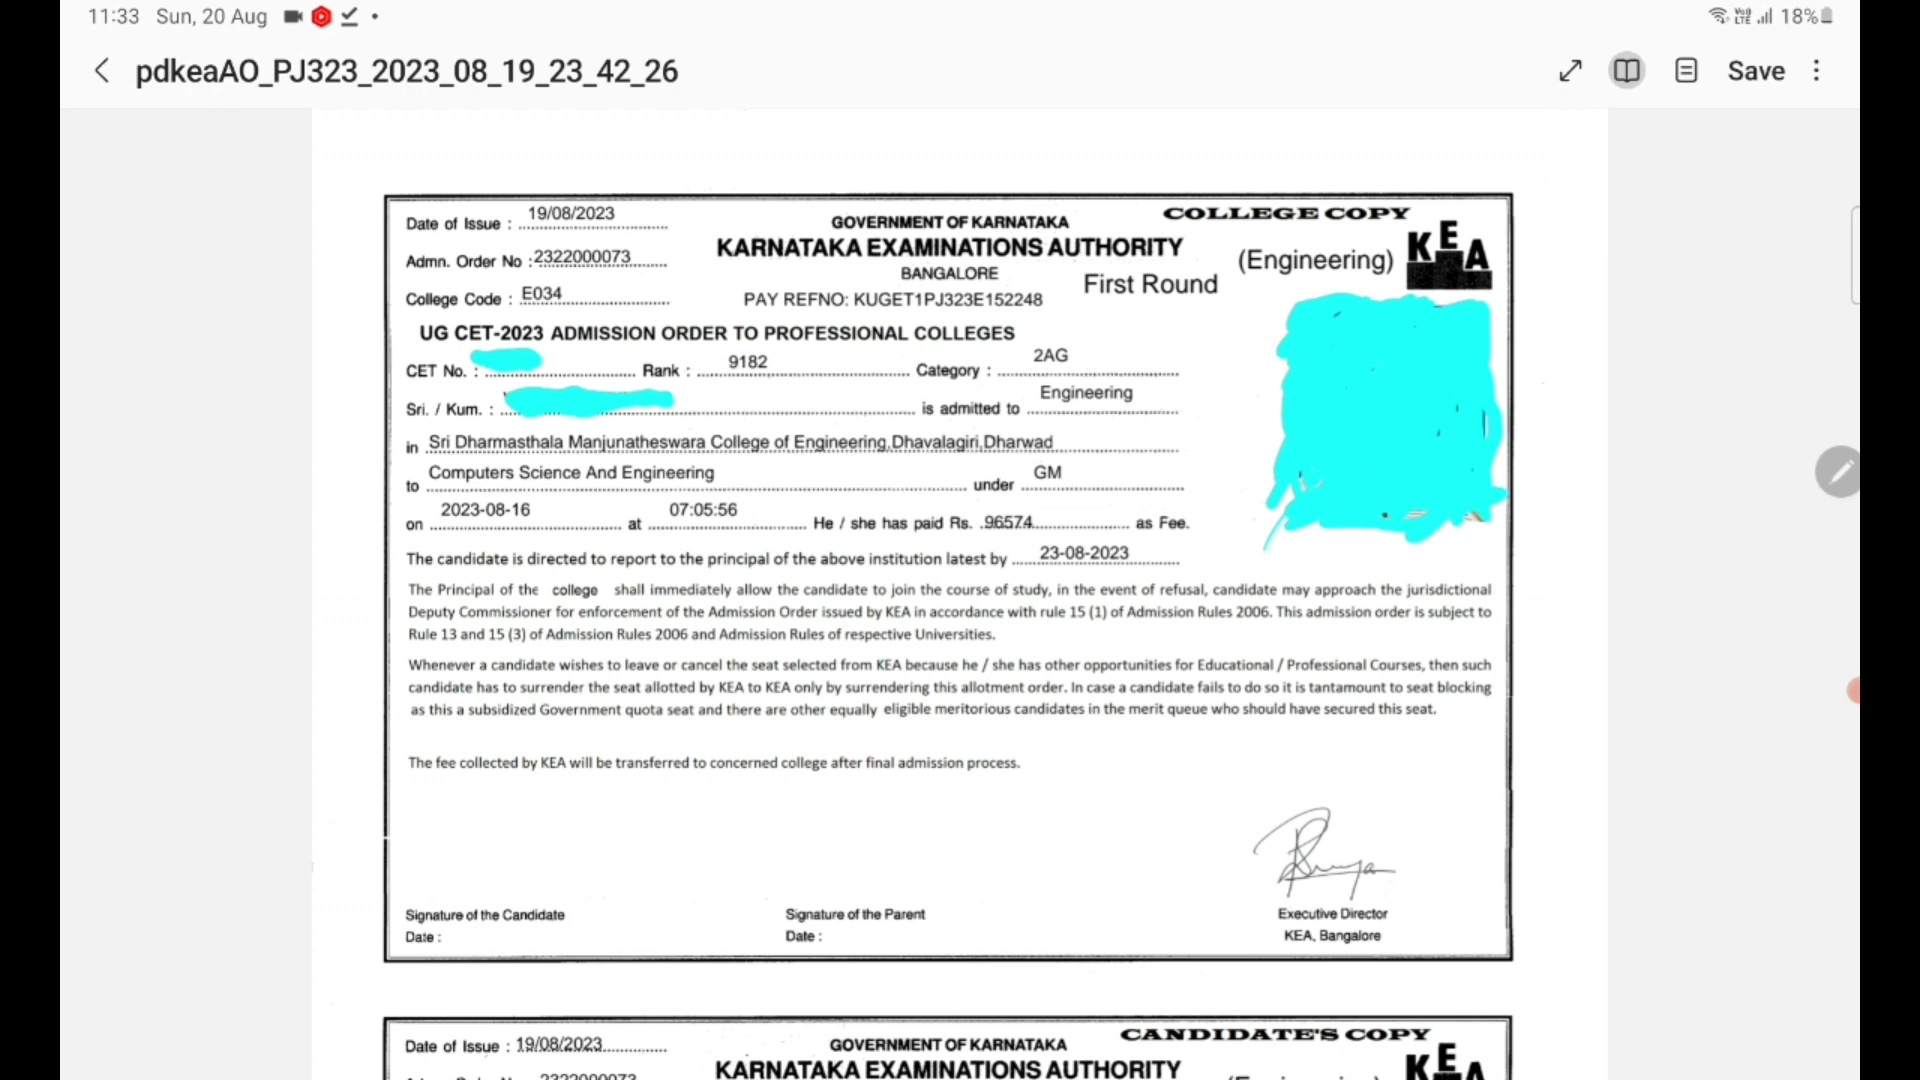 11:33 Sun, 20 Aug 18%
pdkeaAO_PJ323_2023_08_19_23_42_26 Save
Date of Issue : 19/08/2023 GOVERNMENT OF KARNATAKA COLLEGE COPY
Admn. Order No : 2322000073 KARNATAKA EXAMINATIONS AUTHORITY (Engineering) KEA
BANGALORE First Round
College Code : E034 PAY REFNO: KUGET1PJ323E152248
UG CET-2023 ADMISSION ORDER TO PROFESSIONAL COLLEGES
CET No. : Rank : 9182 Category : 2AG
Sri. / Kum. : is admitted to Engineering
in Sri Dharmasthala Manjunatheswara College of Engineering,Dhavalagiri,Dharwad
to Computers Science And Engineering under GM
on 2023-08-16 at 07:05:56 He / she has paid Rs. 96574 as Fee.
The candidate is directed to report to the principal of the above institution latest by 23-08-2023
The Principal of the college shall immediately allow the candidate to join the course of study, in the event of refusal, candidate may approach the jurisdictional
Deputy Commissioner for enforcement of the Admission Order issued by KEA in accordance with rule 15 (1) of Admission Rules 2006. This admission order is subject to
Rule 13 and 15 (3) of Admission Rules 2006 and Admission Rules of respective Universities.
Whenever a candidate wishes to leave or cancel the seat selected from KEA because he / she has other opportunities for Educational / Professional Courses, then such
candidate has to surrender the seat allotted by KEA to KEA only by surrendering this allotment order. In case a candidate fails to do so it is tantamount to seat blocking
as this a subsidized Government quota seat and there are other equally eligible meritorious candidates in the merit queue who should have secured this seat.
The fee collected by KEA will be transferred to concerned college after final admission process.
Signature of the Candidate Signature of the Parent Executive Director
Date : Date : KEA, Bangalore
Date of Issue : 19/08/2023 GOVERNMENT OF KARNATAKA CANDIDATE'S COPY
2322000073 KARNATAKA EXAMINATIONS AUTHORITY KEA